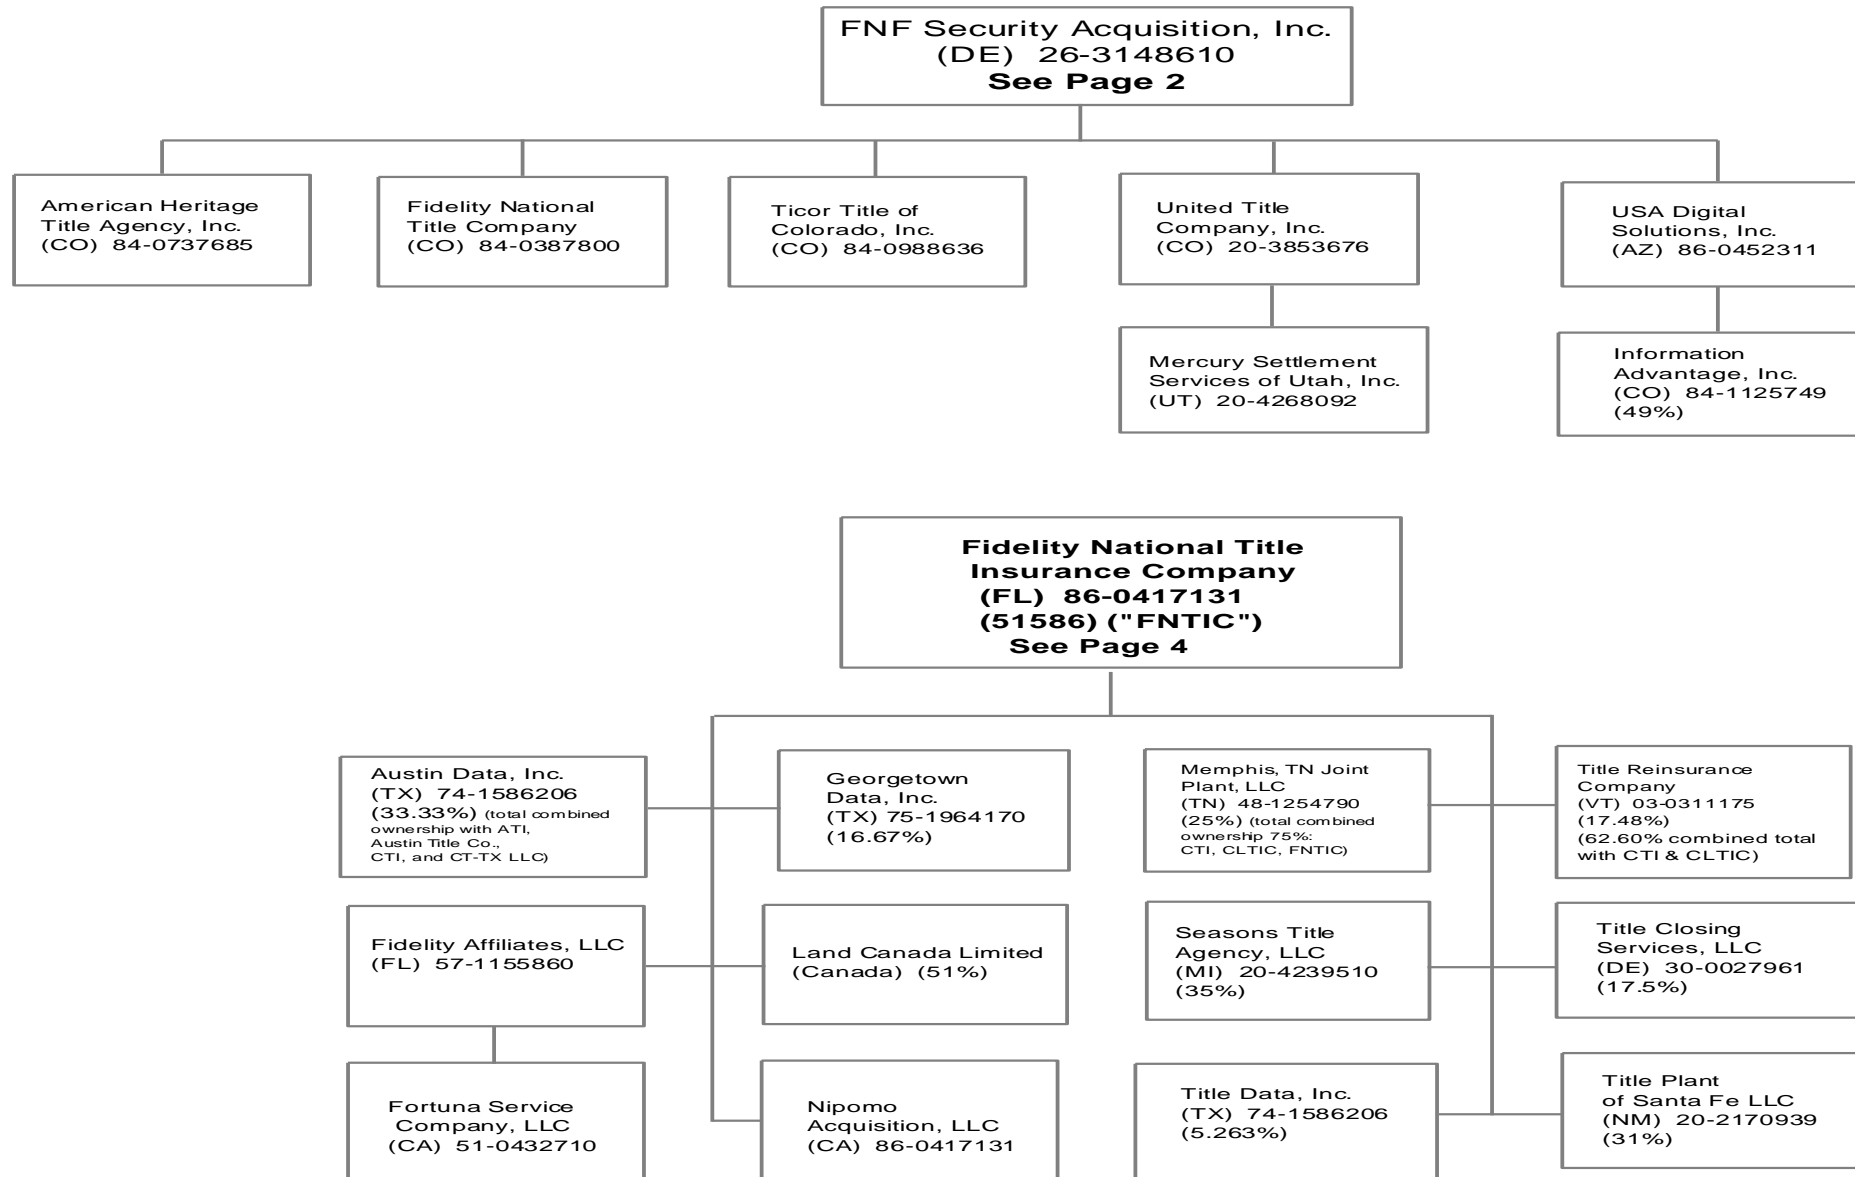 FNF Security Acquisition, Inc.
(DE) 26-3148610
See Page 2
American Heritage
Title Agency, Inc.
(CO) 84-0737685
Fidelity National
Title Company
(CO) 84-0387800
Ticor Title of
Colorado, Inc.
(CO) 84-0988636
United Title
Company, Inc.
(CO) 20-3853676
USA Digital
Solutions, Inc.
(AZ) 86-0452311
Mercury Settlement
Services of Utah, Inc.
(UT) 20-4268092
Information
Advantage, Inc.
(CO) 84-1125749
(49%)
Fidelity National Title
Insurance Company
(FL) 86-0417131
(51586) ("FNTIC")
See Page 4
Austin Data, Inc.
(TX) 74-1586206
(33.33%) (total combined
ownership with ATI,
Austin Title Co.,
CTI, and CT-TX LLC)
Georgetown
Data, Inc.
(TX) 75-1964170
(16.67%)
Memphis, TN Joint
Plant, LLC
(TN) 48-1254790
(25%) (total combined
ownership 75%:
CTI, CLTIC, FNTIC)
Title Reinsurance
Company
(VT) 03-0311175
(17.48%)
(62.60% combined total
with CTI & CLTIC)
Fidelity Affiliates, LLC
(FL) 57-1155860
Land Canada Limited
(Canada) (51%)
Seasons Title
Agency, LLC
(MI) 20-4239510
(35%)
Title Closing
Services, LLC
(DE) 30-0027961
(17.5%)
Fortuna Service
Company, LLC
(CA) 51-0432710
Nipomo
Acquisition, LLC
(CA) 86-0417131
Title Data, Inc.
(TX) 74-1586206
(5.263%)
Title Plant
of Santa Fe LLC
(NM) 20-2170939
(31%)